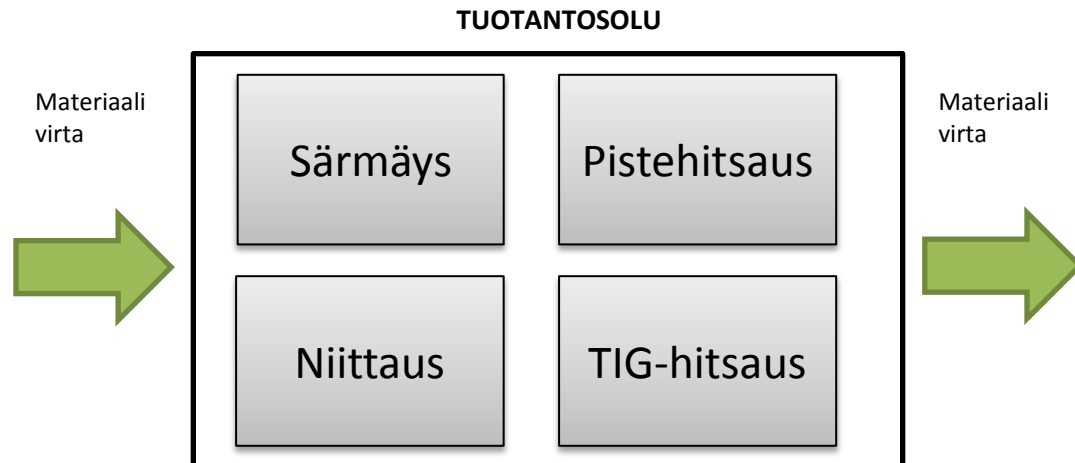 TUOTANTOSOLU
Materiaali
virta
Särmäys
Pistehitsaus
Materiaali
virta
Niittaus
TIG-hitsaus